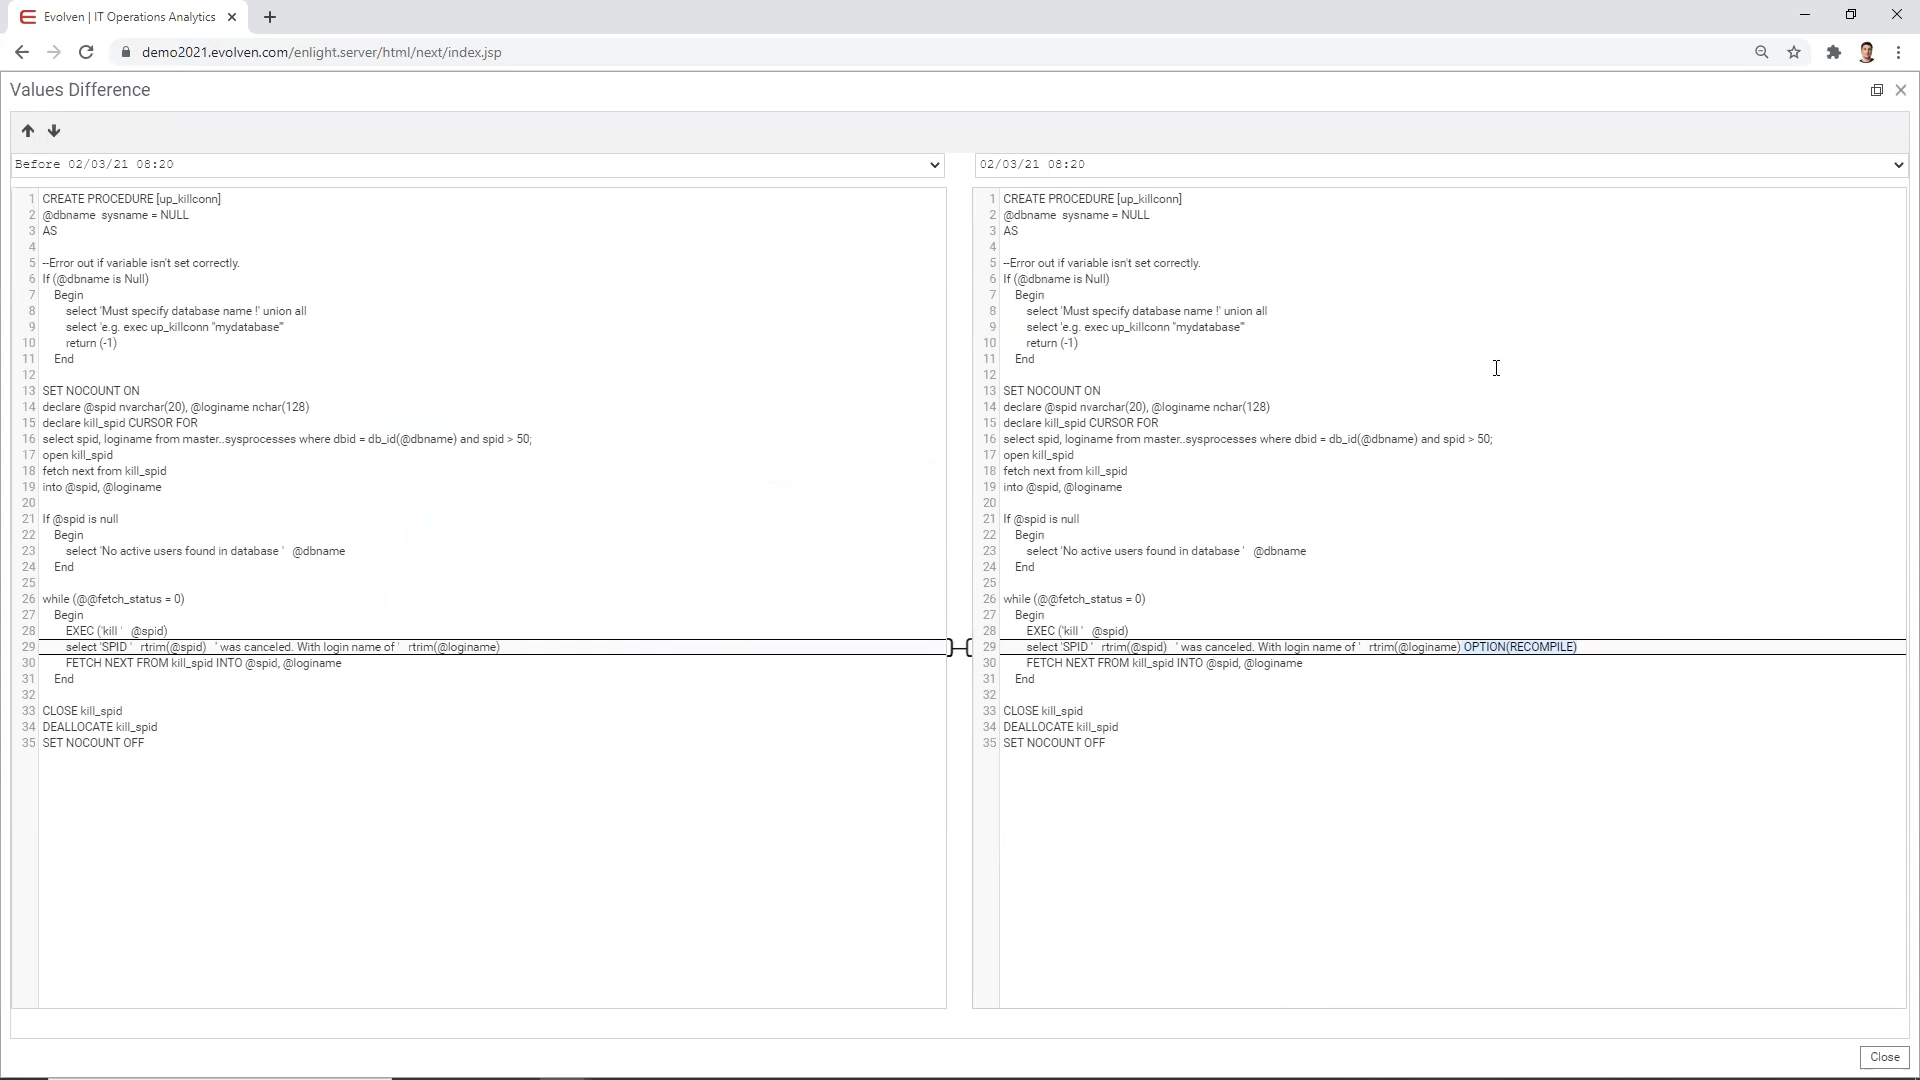 Evolven | IT Operations Analytics
demo2021.evolven.com/enlight.server/html/next/index.jsp
Values Difference
Before 02/03/21 08:20
1 CREATE PROCEDURE [up_killconn]
2 @dbname  sysname = NULL
3 AS
4
5 --Error out if variable isn't set correctly.
6 If (@dbname is Null)
7     Begin
8         select 'Must specify database name !' union all
9         select 'e.g. exec up_killconn "mydatabase"'
10         return (-1)
11     End
12
13 SET NOCOUNT ON
14 declare @spid nvarchar(20), @loginame nchar(128)
15 declare kill_spid CURSOR FOR
16 select spid, loginame from master..sysprocesses where dbid = db_id(@dbname) and spid > 50;
17 open kill_spid
18 fetch next from kill_spid
19 into @spid, @loginame
20
21 If @spid is null
22     Begin
23         select 'No active users found in database '   @dbname
24     End
25
26 while (@@fetch_status = 0)
27     Begin
28         EXEC ('kill '   @spid)
29         select 'SPID '   rtrim(@spid)   ' was canceled. With login name of '   rtrim(@loginame)
30         FETCH NEXT FROM kill_spid INTO @spid, @loginame
31     End
32
33 CLOSE kill_spid
34 DEALLOCATE kill_spid
35 SET NOCOUNT OFF
02/03/21 08:20
1 CREATE PROCEDURE [up_killconn]
2 @dbname  sysname = NULL
3 AS
4
5 --Error out if variable isn't set correctly.
6 If (@dbname is Null)
7     Begin
8         select 'Must specify database name !' union all
9         select 'e.g. exec up_killconn "mydatabase"'
10         return (-1)
11     End
12
13 SET NOCOUNT ON
14 declare @spid nvarchar(20), @loginame nchar(128)
15 declare kill_spid CURSOR FOR
16 select spid, loginame from master..sysprocesses where dbid = db_id(@dbname) and spid > 50;
17 open kill_spid
18 fetch next from kill_spid
19 into @spid, @loginame
20
21 If @spid is null
22     Begin
23         select 'No active users found in database '   @dbname
24     End
25
26 while (@@fetch_status = 0)
27     Begin
28         EXEC ('kill '   @spid)
29         select 'SPID '   rtrim(@spid)   ' was canceled. With login name of '   rtrim(@loginame) OPTION(RECOMPILE)
30         FETCH NEXT FROM kill_spid INTO @spid, @loginame
31     End
32
33 CLOSE kill_spid
34 DEALLOCATE kill_spid
35 SET NOCOUNT OFF
Close